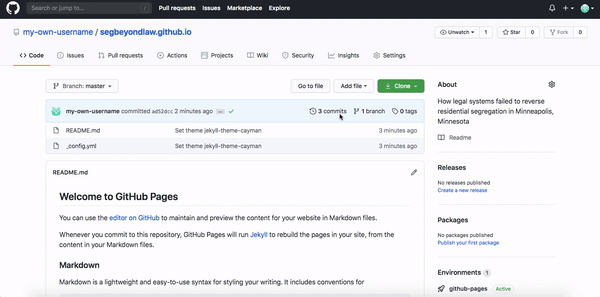 Search or jump to...
/
Pull requests Issues Marketplace Explore
my-own-username / segbeyondlaw.github.io
Unwatch 1 Star 0 Fork 0
Code Issues Pull requests Actions Projects Wiki Security Insights Settings
Branch: master Go to file Add file Clone
my-own-username committed ad52dcc 2 minutes ago 3 commits 1 branch 0 tags
README.md Set theme jekyll-theme-cayman 3 minutes ago
_config.yml Set theme jekyll-theme-cayman 3 minutes ago
README.md
Welcome to GitHub Pages
You can use the editor on GitHub to maintain and preview the content for your website in Markdown files.
Whenever you commit to this repository, GitHub Pages will run Jekyll to rebuild the pages in your site, from
the content in your Markdown files.
Markdown
Markdown is a lightweight and easy-to-use syntax for styling your writing. It includes conventions for
About
How legal systems failed to reverse
residential segregation in Minneapolis,
Minnesota
Readme
Releases
No releases published
Create a new release
Packages
No packages published
Publish your first package
Environments 1
github-pages Active